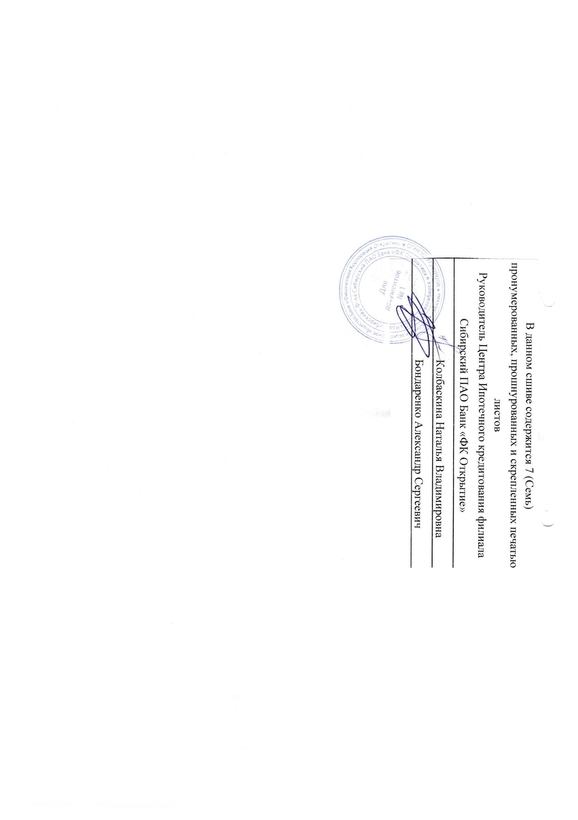 В данном сшиве содержится 7 (Семь)
пронумерованных, прошнурованных и скрепленных печатью
листов
Руководитель Центра Ипотечного кредитования филиала
Сибирский ПАО Банк «ФК Открытие»
Колбаскина Наталья Владимировна
Бондаренко Александр Сергеевич